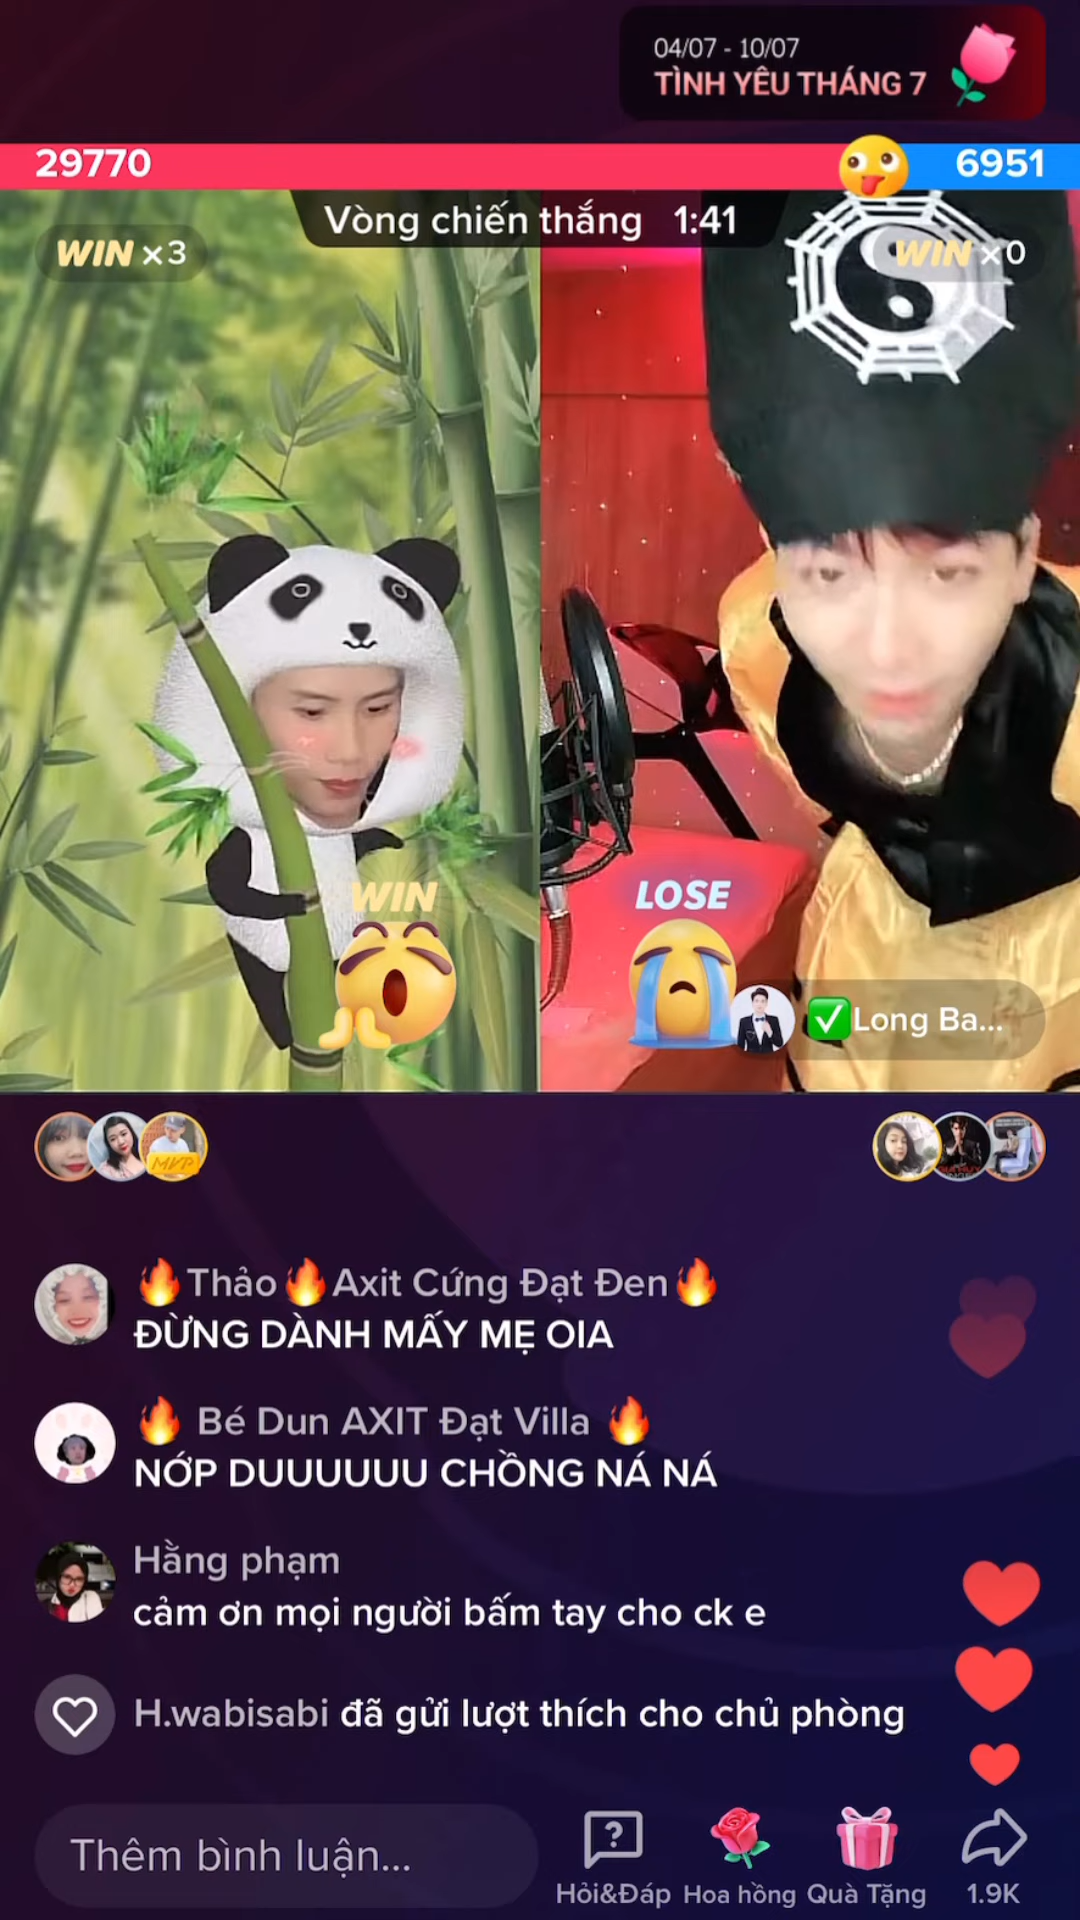 04/07 - 10/07
TÌNH YÊU THÁNG 7
29770
6951
Vòng chiến thắng 1:41
WIN ×3
WIN ×0
WIN
LOSE
✅Long Ba...
MVP
🔥Thảo🔥Axit Cứng Đạt Đen🔥
ĐỪNG DÀNH MẤY MẸ OIA
🔥 Bé Dun AXIT Đạt Villa 🔥
NỚP DUUUUUU CHỒNG NÁ NÁ
Hằng phạm
cảm ơn mọi người bấm tay cho ck e
H.wabisabi đã gửi lượt thích cho chủ phòng
Thêm bình luận...
Hỏi&Đáp
Hoa hồng
Quà Tặng
1.9K